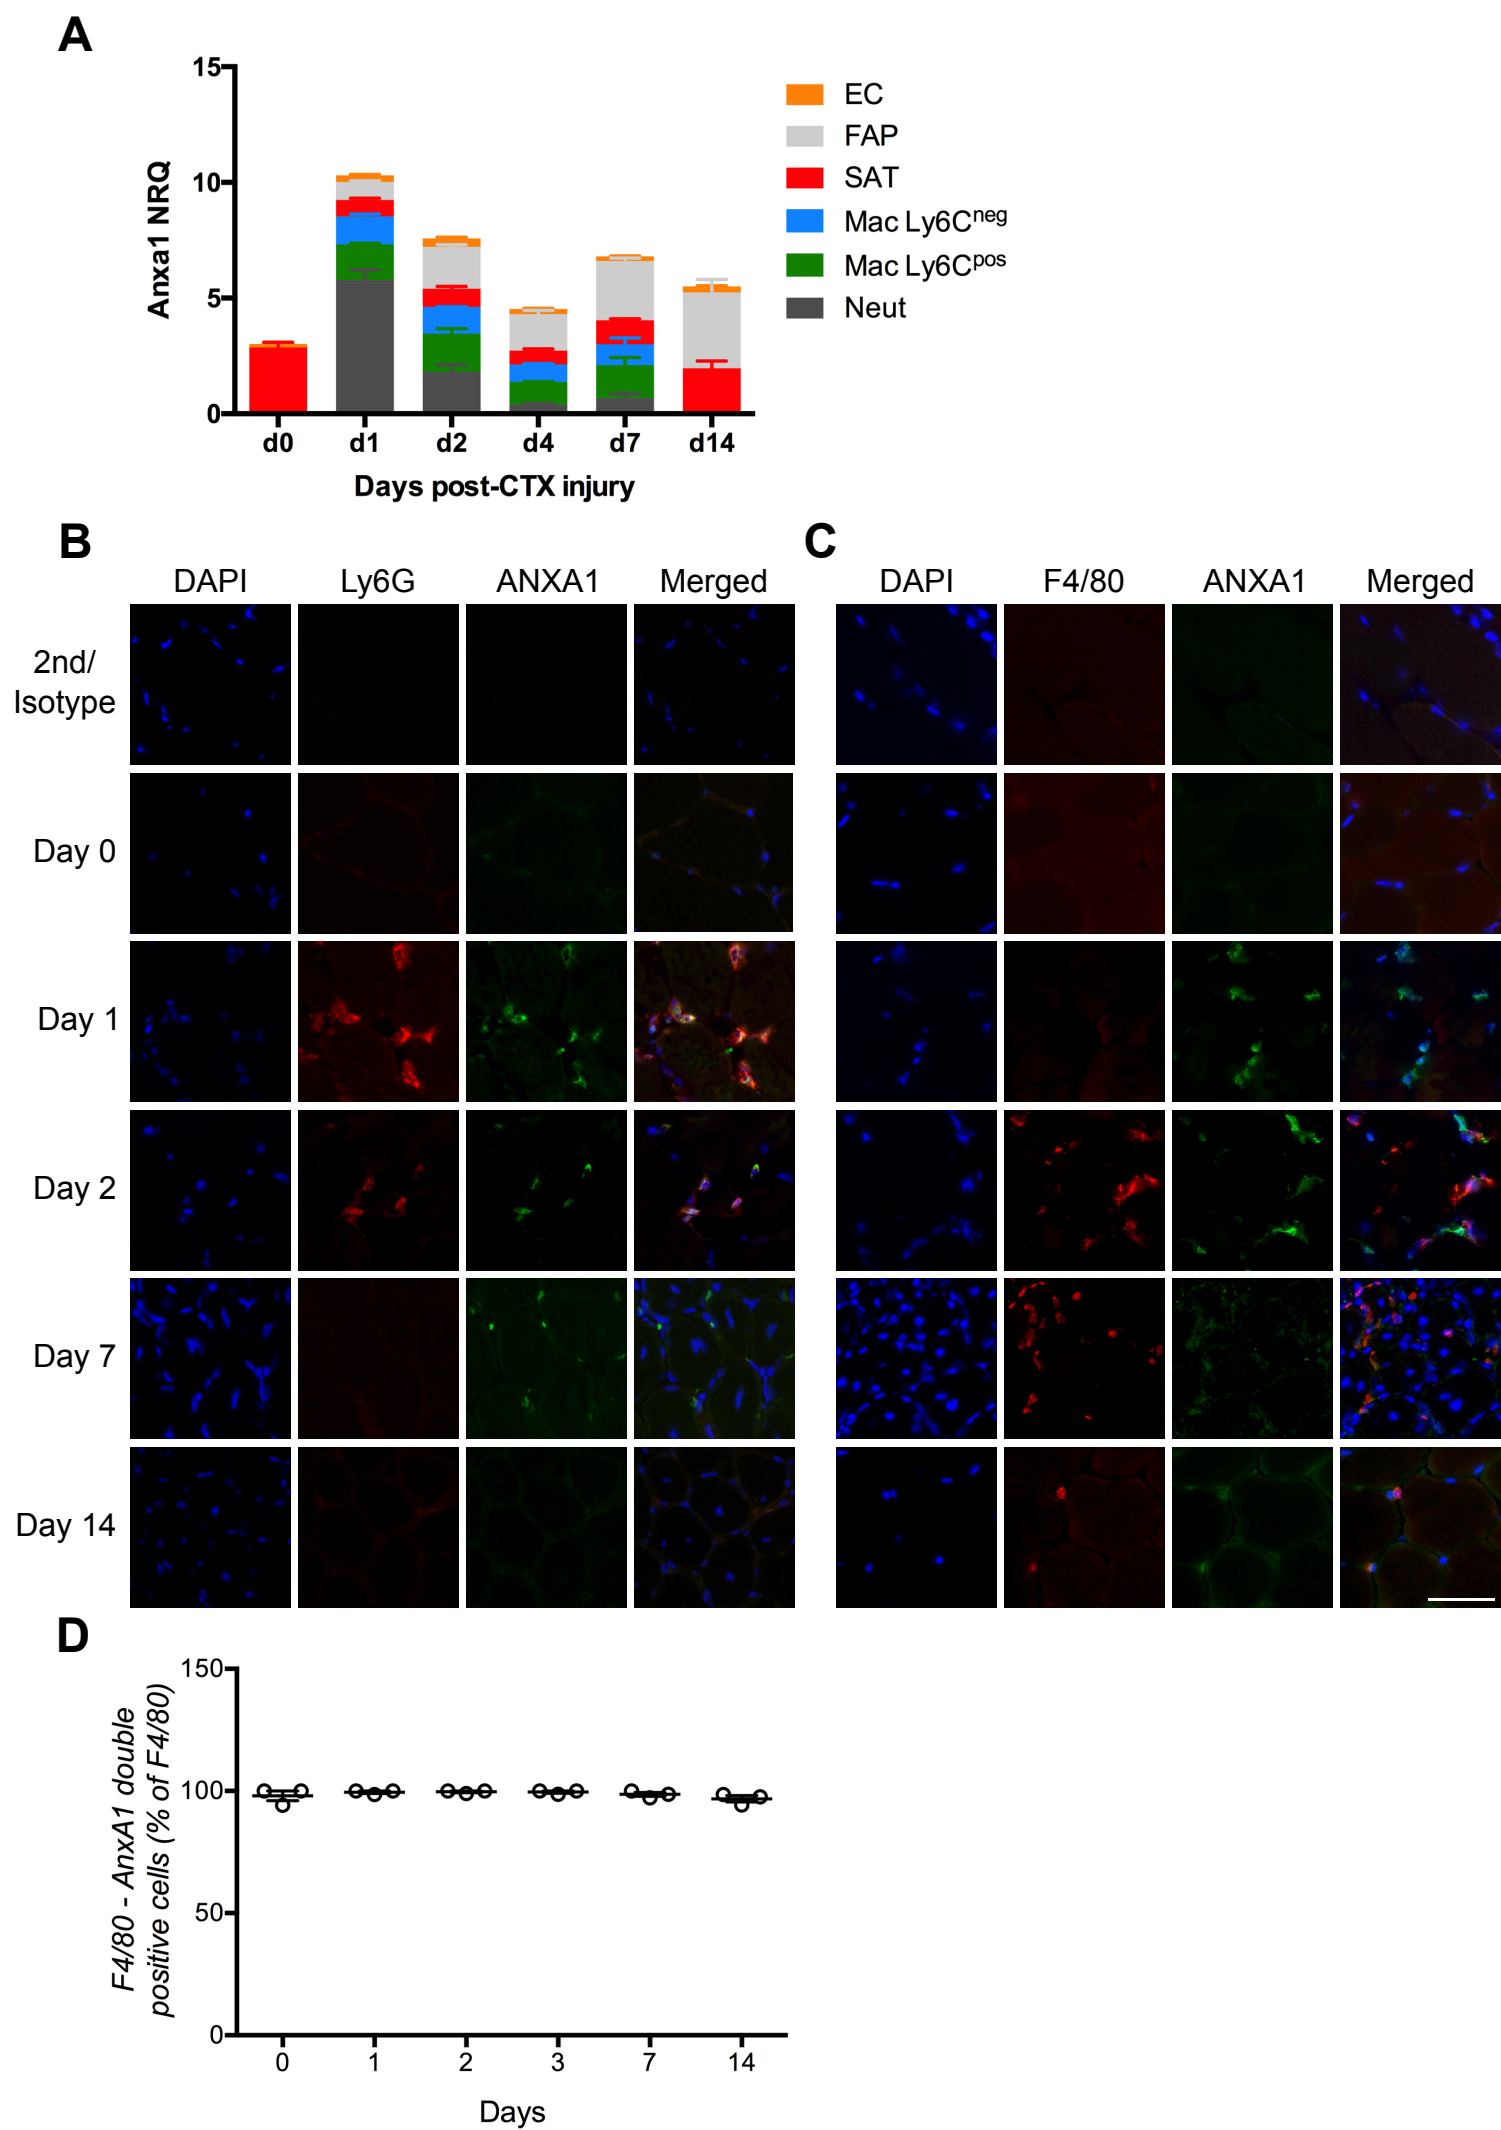 A
15
10
5
0
Anxa1 NRQ
d0 d1 d2 d4 d7 d14
Days post-CTX injury
EC
FAP
SAT
Mac Ly6Cneg
Mac Ly6Cpos
Neut
B
DAPI Ly6G ANXA1 Merged
2nd/
Isotype
Day 0
Day 1
Day 2
Day 7
Day 14
C
DAPI F4/80 ANXA1 Merged
D
F4/80 - AnxA1 double
positive cells (% of F4/80)
150
100
50
0
0 1 2 3 7 14
Days